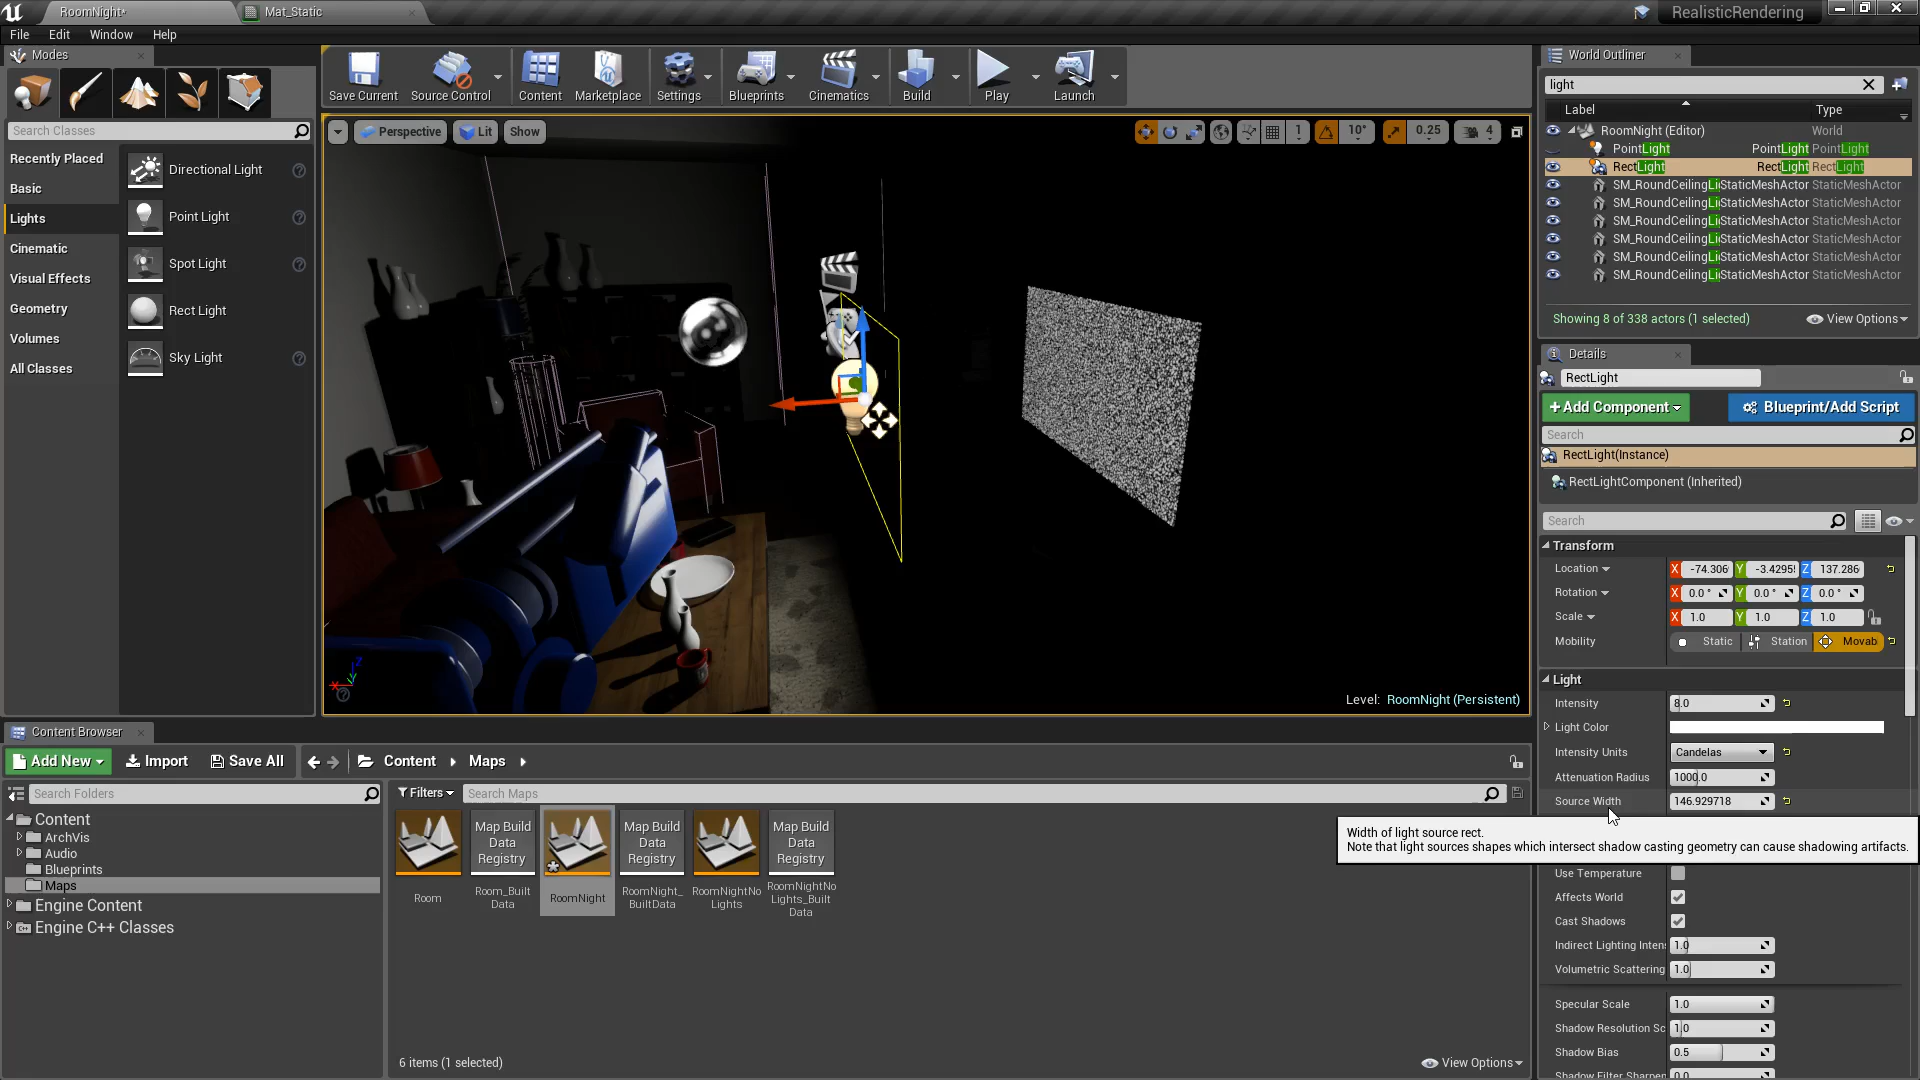 RoomNight*
Mat_Static
RealisticRendering
File Edit Window Help
Modes
Search Classes
Recently Placed
Basic
Lights
Cinematic
Visual Effects
Geometry
Volumes
All Classes
Directional Light
Point Light
Spot Light
Rect Light
Sky Light
Save Current
Source Control
Content
Marketplace
Settings
Blueprints
Cinematics
Build
Play
Launch
Perspective
Lit
Show
1
10°
0.25
4
Level: RoomNight (Persistent)
World Outliner
light
Label Type
RoomNight (Editor) World
PointLight PointLight PointLight
RectLight RectLight RectLight
SM_RoundCeilingLi StaticMeshActor StaticMeshActor
SM_RoundCeilingLi StaticMeshActor StaticMeshActor
SM_RoundCeilingLi StaticMeshActor StaticMeshActor
SM_RoundCeilingLi StaticMeshActor StaticMeshActor
SM_RoundCeilingLi StaticMeshActor StaticMeshActor
SM_RoundCeilingLi StaticMeshActor StaticMeshActor
Showing 8 of 338 actors (1 selected) View Options
Details
RectLight
+Add Component
Blueprint/Add Script
Search
RectLight(Instance)
RectLightComponent (Inherited)
Search
Transform
Location X -74.306 Y -3.4295 Z 137.286
Rotation X 0.0° Y 0.0° Z 0.0°
Scale X 1.0 Y 1.0 Z 1.0
Mobility Static Station Movab
Light
Intensity 8.0
Light Color
Intensity Units Candelas
Attenuation Radius 1000.0
Source Width 146.929718
Width of light source rect.
Note that light sources shapes which intersect shadow casting geometry can cause shadowing artifacts.
Use Temperature
Affects World
Cast Shadows
Indirect Lighting Inten 1.0
Volumetric Scattering 1.0
Specular Scale 1.0
Shadow Resolution Sc 1.0
Shadow Bias 0.5
Shadow Filter Sharpen 0.0
Content Browser
Add New
Import
Save All
Content
Maps
Search Folders
Filters
Search Maps
Content
ArchVis
Audio
Blueprints
Maps
Engine Content
Engine C++ Classes
Room
Map Build
Data
Registry
Room_Built
Data
RoomNight
Map Build
Data
Registry
RoomNight_
BuiltData
RoomNightNo
Lights
Map Build
Data
Registry
RoomNightNo
Lights_Built
Data
6 items (1 selected)
View Options